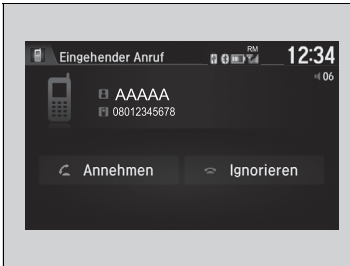 Eingehender Anruf
RM
12:34
06
AAAAA
08012345678
Annehmen
Ignorieren